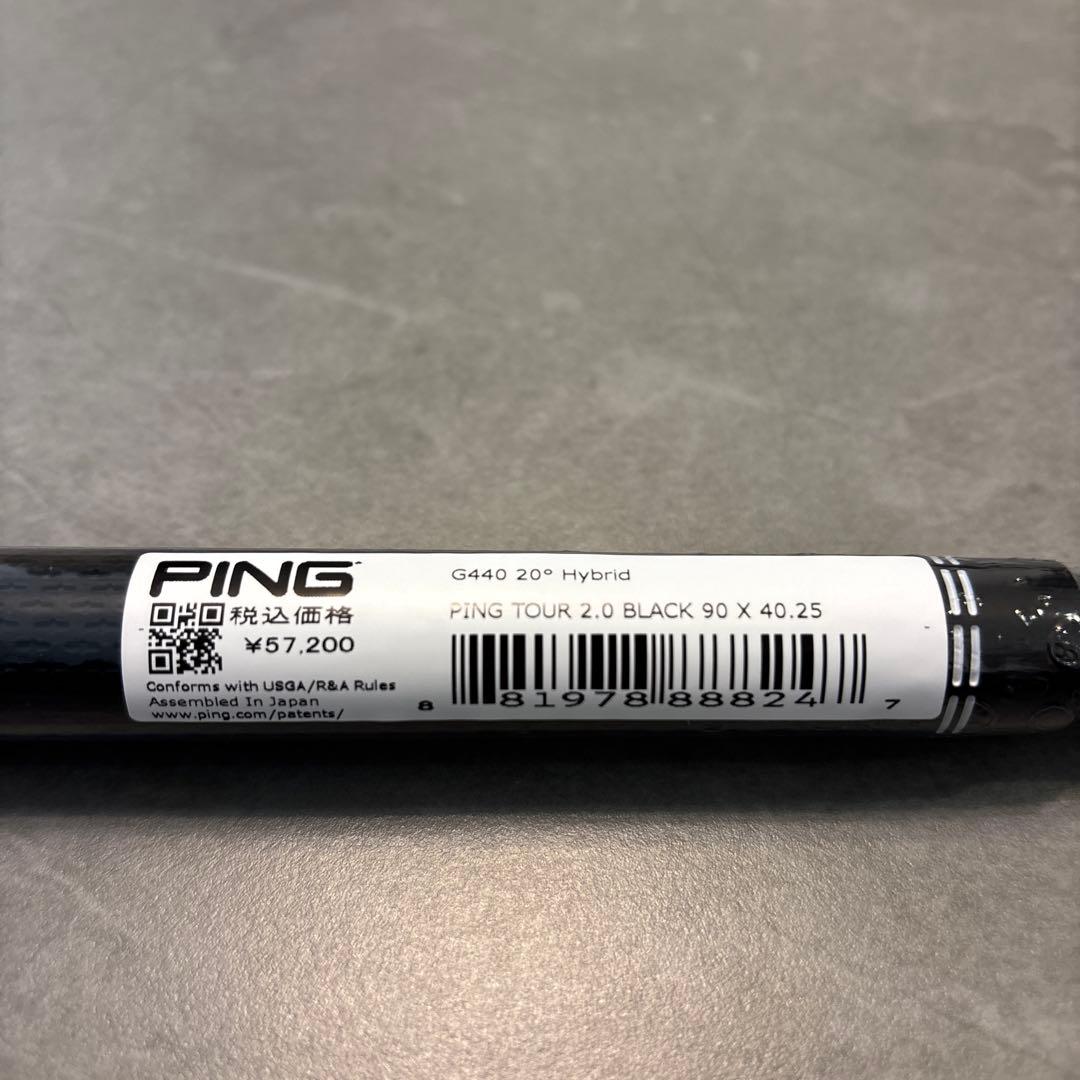 PING
税込価格
¥57,200
Conforms with USGA/R&A Rules
Assembled In Japan
www.ping.com/patents/
G440 20° Hybrid
PING TOUR 2.0 BLACK 90 X 40.25
8 81978 88824 7